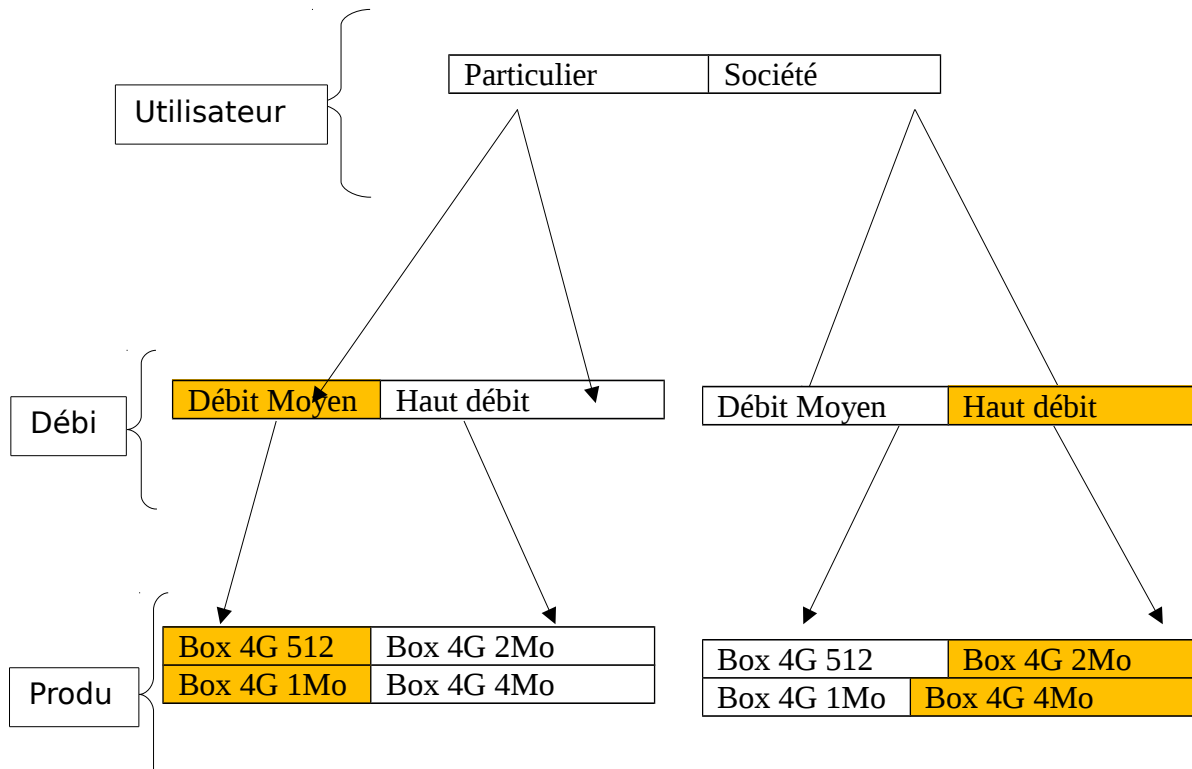 Particulier Société
Utilisateur
Débit Moyen Haut débit
Débit Moyen Haut débit
Débi
Box 4G 512 Box 4G 2Mo
Box 4G 1Mo Box 4G 4Mo
Box 4G 512 Box 4G 2Mo
Box 4G 1Mo Box 4G 4Mo
Produ